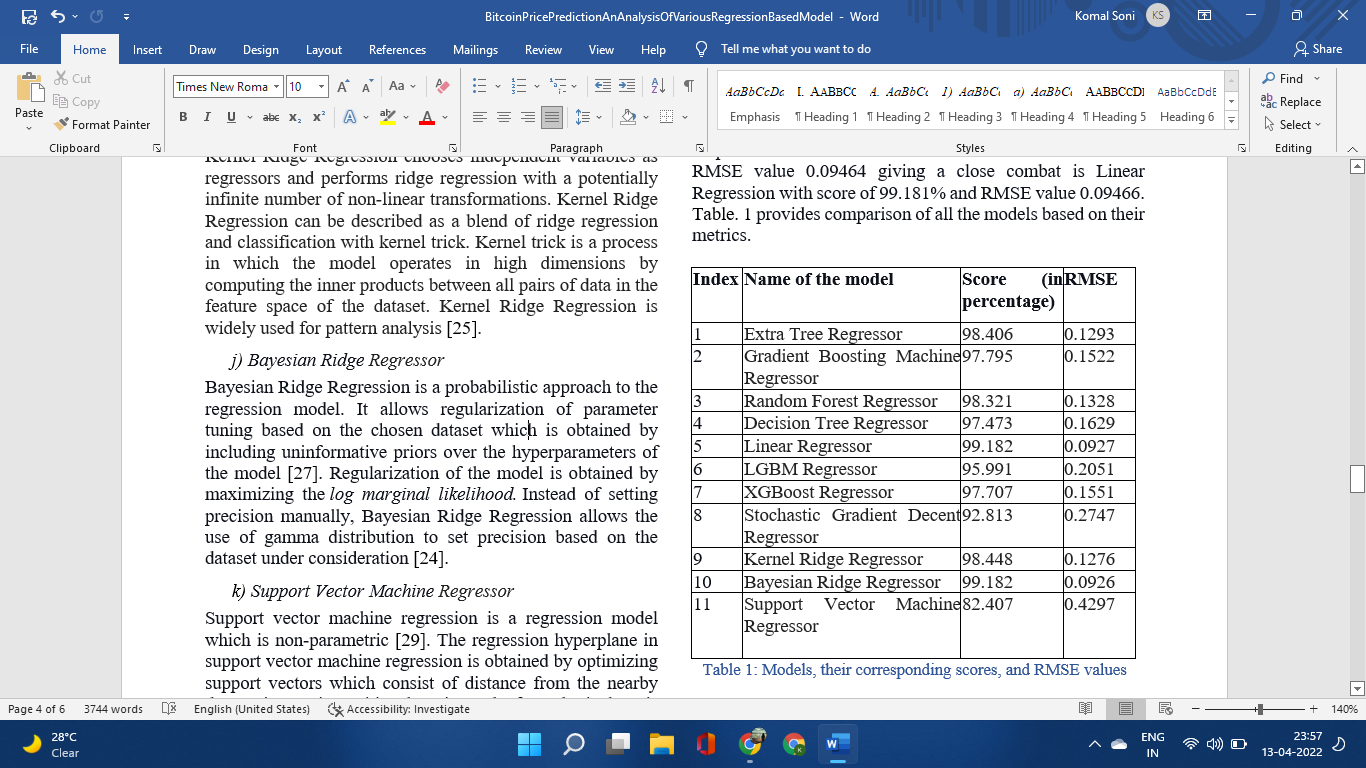 BitcoinPricePredictionAnAnalysisOfVariousRegressionBasedModel - Word
Komal Soni
KS
File Home Insert Draw Design Layout References Mailings Review View Help Tell me what you want to do
Share
Paste
Cut
Copy
Format Painter
Clipboard
Times New Roma 10
Font
Paragraph
AaBbCcDc I. AABBCC A. AaBbCc 1) AaBbCc a) AaBbCc AABBCCDI AaBbCcDdE
Emphasis ¶ Heading 1 ¶ Heading 2 ¶ Heading 3 ¶ Heading 4 ¶ Heading 5 Heading 6
Styles
Find
Replace
Select
Editing
Kernel Ridge Regression chooses independent variables as
regressors and performs ridge regression with a potentially
infinite number of non-linear transformations. Kernel Ridge
Regression can be described as a blend of ridge regression
and classification with kernel trick. Kernel trick is a process
in which the model operates in high dimensions by
computing the inner products between all pairs of data in the
feature space of the dataset. Kernel Ridge Regression is
widely used for pattern analysis [25].
j) Bayesian Ridge Regressor
Bayesian Ridge Regression is a probabilistic approach to the
regression model. It allows regularization of parameter
tuning based on the chosen dataset which is obtained by
including uninformative priors over the hyperparameters of
the model [27]. Regularization of the model is obtained by
maximizing the log marginal likelihood. Instead of setting
precision manually, Bayesian Ridge Regression allows the
use of gamma distribution to set precision based on the
dataset under consideration [24].
k) Support Vector Machine Regressor
Support vector machine regression is a regression model
which is non-parametric [29]. The regression hyperplane in
support vector machine regression is obtained by optimizing
support vectors which consist of distance from the nearby
RMSE value 0.09464 giving a close combat is Linear
Regression with score of 99.181% and RMSE value 0.09466.
Table. 1 provides comparison of all the models based on their
metrics.
Index Name of the model Score (in RMSE
percentage)
1 Extra Tree Regressor 98.406 0.1293
2 Gradient Boosting Machine 97.795 0.1522
Regressor
3 Random Forest Regressor 98.321 0.1328
4 Decision Tree Regressor 97.473 0.1629
5 Linear Regressor 99.182 0.0927
6 LGBM Regressor 95.991 0.2051
7 XGBoost Regressor 97.707 0.1551
8 Stochastic Gradient Decent 92.813 0.2747
Regressor
9 Kernel Ridge Regressor 98.448 0.1276
10 Bayesian Ridge Regressor 99.182 0.0926
11 Support Vector Machine 82.407 0.4297
Regressor
Table 1: Models, their corresponding scores, and RMSE values
Page 4 of 6 3744 words English (United States) Accessibility: Investigate
140%
28°C
Clear
ENG
IN
23:57
13-04-2022